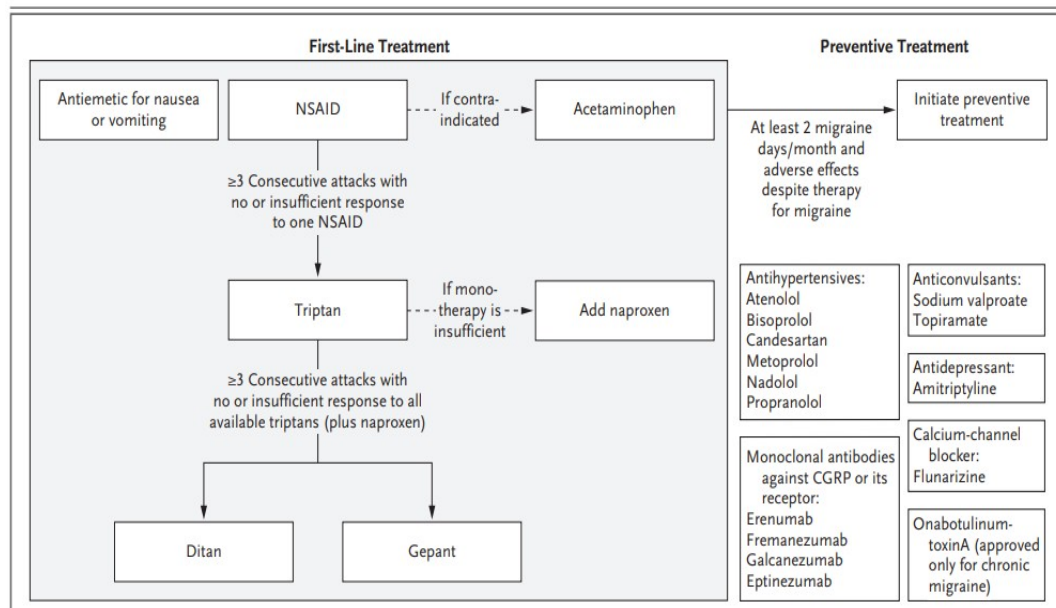 First-Line Treatment
Preventive Treatment
Antiemetic for nausea
or vomiting
NSAID
If contra-
indicated
Acetaminophen
At least 2 migraine
days/month and
adverse effects
despite therapy
for migraine
Initiate preventive
treatment
≥3 Consecutive attacks with
no or insufficient response
to one NSAID
Triptan
If mono-
therapy is
insufficient
Add naproxen
≥3 Consecutive attacks with
no or insufficient response to all
available triptans (plus naproxen)
Ditan
Gepant
Antihypertensives:
Atenolol
Bisoprolol
Candesartan
Metoprolol
Nadolol
Propranolol
Anticonvulsants:
Sodium valproate
Topiramate
Antidepressant:
Amitriptyline
Calcium-channel
blocker:
Flunarizine
Monoclonal antibodies
against CGRP or its
receptor:
Erenumab
Fremanezumab
Galcanezumab
Eptinezumab
Onabotulinum-
toxinA (approved
only for chronic
migraine)